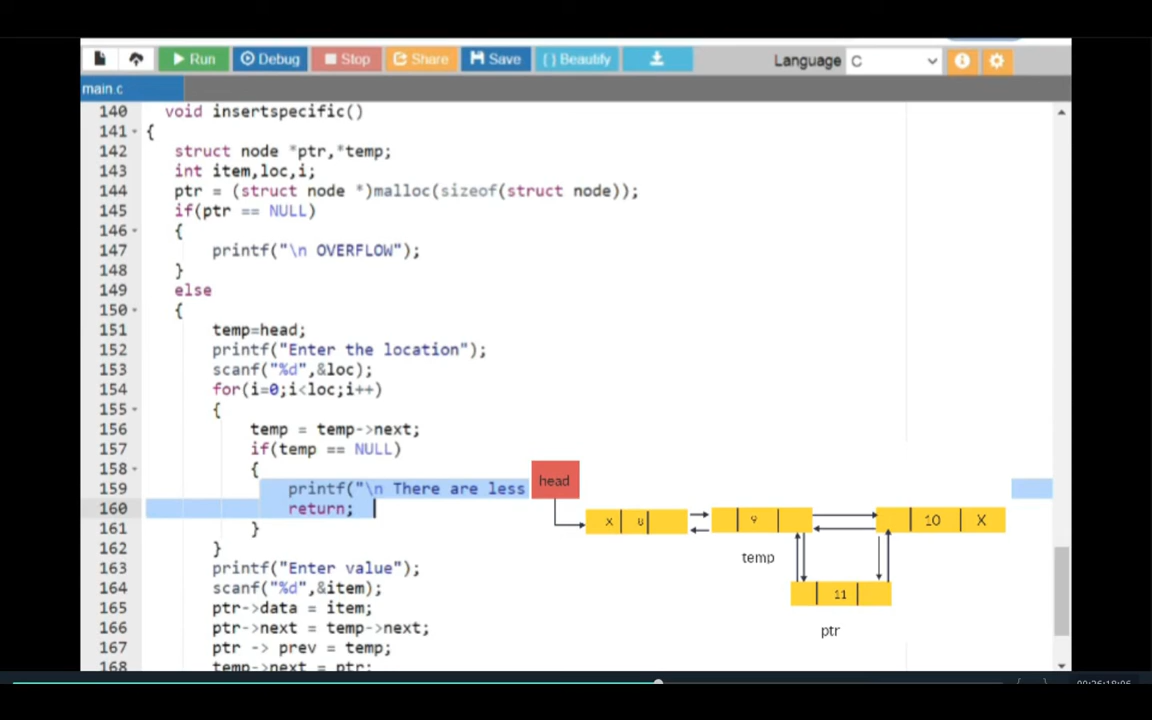 Run Debug Stop Share Save { } Beautify Language C
main.c
140 void insertspecific()
141 {
142 struct node *ptr,*temp;
143 int item,loc,i;
144 ptr = (struct node *)malloc(sizeof(struct node));
145 if(ptr == NULL)
146 {
147 printf("\n OVERFLOW");
148 }
149 else
150 {
151 temp=head;
152 printf("Enter the location");
153 scanf("%d",&loc);
154 for(i=0;i<loc;i++)
155 {
156 temp = temp->next;
157 if(temp == NULL)
158 {
159 printf("\n There are less
160 return;
161 }
162 }
163 printf("Enter value");
164 scanf("%d",&item);
165 ptr->data = item;
166 ptr->next = temp->next;
167 ptr -> prev = temp;
168 temp->next = ptr;
head
X 8
9
10 X
temp
11
ptr